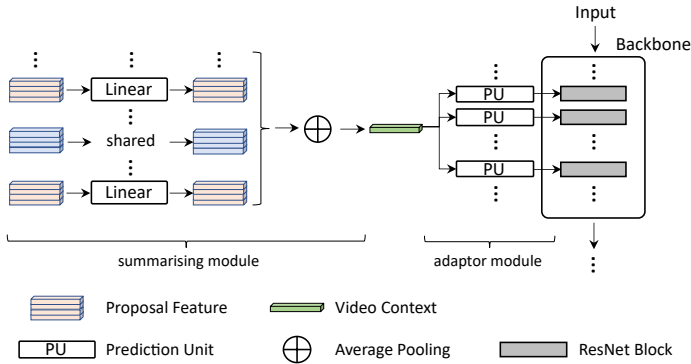 Input
Backbone
Linear
PU
PU
shared
PU
Linear
summarising module
adaptor module
Proposal Feature
Video Context
PU
Prediction Unit
Average Pooling
ResNet Block